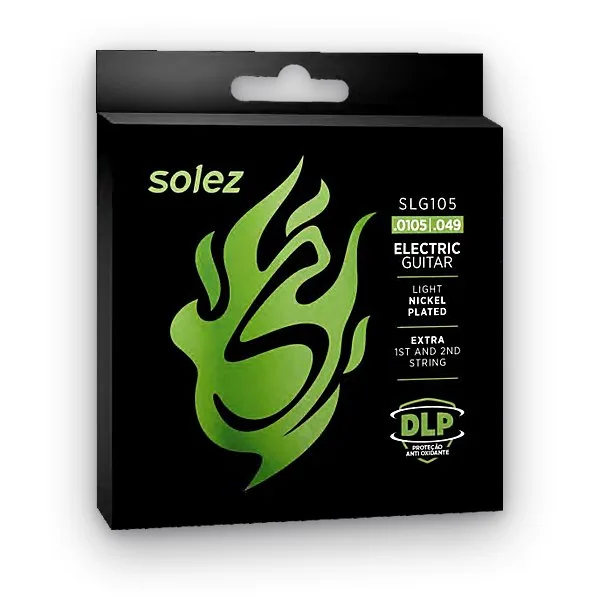 solez
SLG105
.0105|.049
ELECTRIC
GUITAR
LIGHT
NICKEL
PLATED
EXTRA
1ST AND 2ND
STRING
DLP
PROTEÇÃO
ANTI OXIDANTE